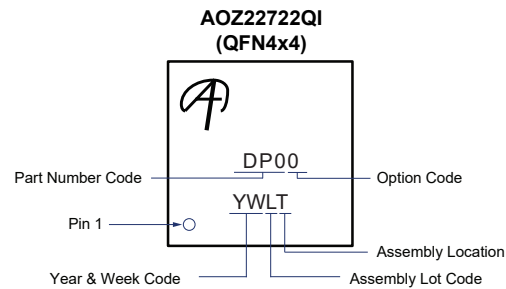 AOZ22722QI
(QFN4x4)
DP00
Part Number Code
Option Code
YWLT
Pin 1
Assembly Location
Year & Week Code
Assembly Lot Code